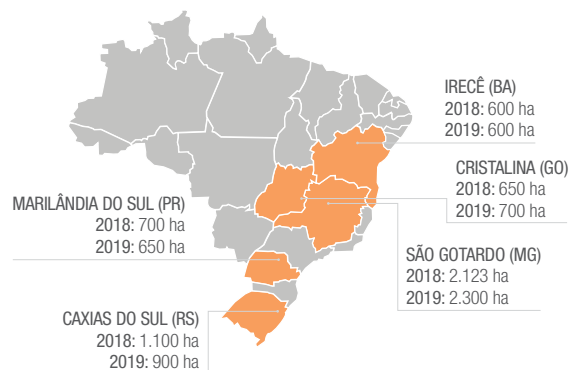 IRECÊ (BA)
2018: 600 ha
2019: 600 ha
CRISTALINA (GO)
2018: 650 ha
2019: 700 ha
MARILÂNDIA DO SUL (PR)
2018: 700 ha
2019: 650 ha
SÃO GOTARDO (MG)
2018: 2.123 ha
2019: 2.300 ha
CAXIAS DO SUL (RS)
2018: 1.100 ha
2019: 900 ha